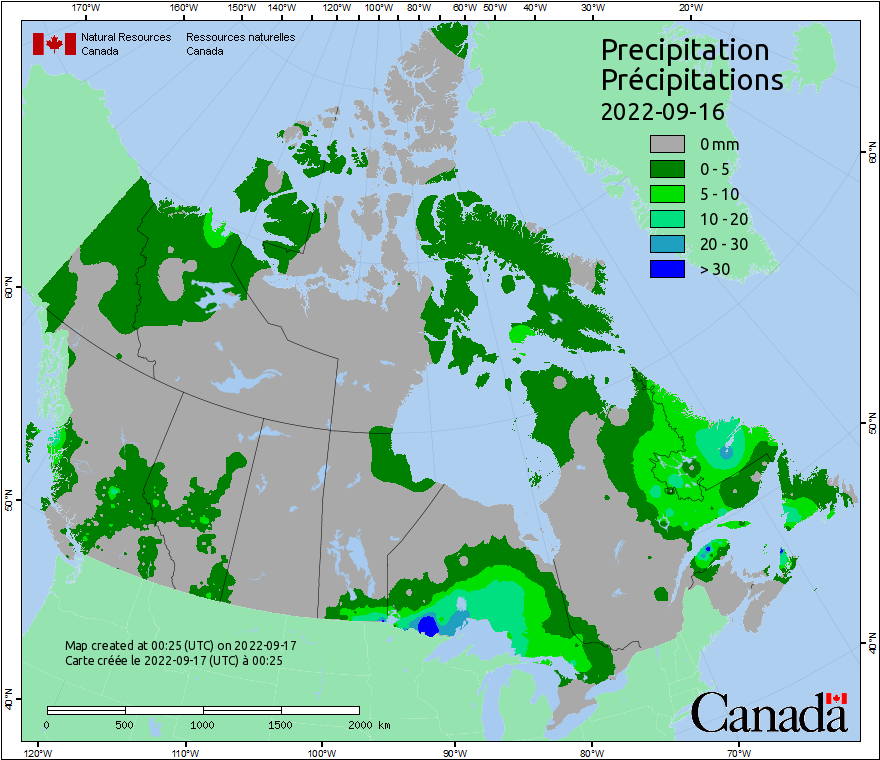 170°W 160°W 150°W 140°W 120°W 100°W 80°W 60°W 50°W 40°W 30°W 20°W
Natural Resources Canada
Ressources naturelles Canada
Precipitation
Précipitations
2022-09-16
0 mm
0 - 5
5 - 10
10 - 20
20 - 30
> 30
60°N
50°N
40°N
60°N
50°N
40°N
Map created at 00:25 (UTC) on 2022-09-17
Carte créée le 2022-09-17 (UTC) à 00:25
0 500 1000 1500 2000 km
Canada
120°W 110°W 100°W 90°W 80°W 70°W